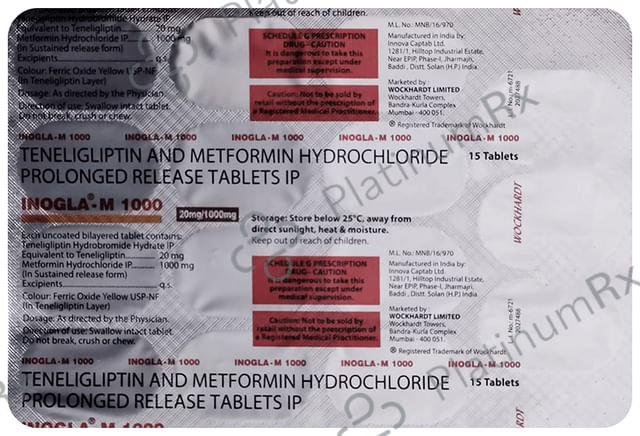 Teneligliptin Hydrobromide Hydrate IP
Equivalent to Teneligliptin 20 mg
Metformin Hydrochloride IP 1000 mg
(In Sustained release form)
Excipients q.s.
Colour: Ferric Oxide Yellow USP-NF
(In Teneligliptin Layer)
Dosage: As directed by the Physician.
Direction of use: Swallow intact tablet.
Do not break, crush or chew.
Keep out of reach of children.
SCHEDULE G PRESCRIPTION
DRUG- CAUTION
It is dangerous to take this
preparation except under
medical supervision.
Caution: Not to be sold by
retail without the prescription of
a Registered Medical Practitioner.
M.L. No.: MNB/16/970
Manufactured in India by:
Innova Captab Ltd.
1281/1, Hilltop Industrial Estate,
Near EPIP, Phase-I, Jharmajri,
Baddi, Distt. Solan (H.P.) India
Marketed by :
WOCKHARDT LIMITED
Wockhardt Towers,
Bandra-Kurla Complex
Mumbai - 400 051.
® Registered Trademark of Wockhardt
INOGLA-M 1000 INOGLA-M 1000 INOGLA-M 1000 INOGLA-M 1000 INOGLA-M 1000
TENELIGLIPTIN AND METFORMIN HYDROCHLORIDE 15 Tablets
PROLONGED RELEASE TABLETS IP
INOGLA®-M 1000
20mg/1000mg
Each uncoated bilayered tablet contains:
Teneligliptin Hydrobromide Hydrate IP
Equivalent to Teneligliptin 20 mg
Metformin Hydrochloride IP 1000 mg
(In Sustained release form)
Excipients q.s.
Colour: Ferric Oxide Yellow USP-NF
(In Teneligliptin Layer)
Dosage: As directed by the Physician.
Direction of use: Swallow intact tablet.
Do not break, crush or chew.
Storage: Store below 25°C, away from
direct sunlight, heat & moisture.
Keep out of reach of children.
SCHEDULE G PRESCRIPTION
DRUG- CAUTION
It is dangerous to take this
preparation except under
medical supervision.
Caution: Not to be sold by
retail without the prescription of
a Registered Medical Practitioner.
M.L. No.: MNB/16/970
Manufactured in India by:
Innova Captab Ltd.
1281/1, Hilltop Industrial Estate,
Near EPIP, Phase-I, Jharmajri,
Baddi, Distt. Solan (H.P.) India
Marketed by :
WOCKHARDT LIMITED
Wockhardt Towers,
Bandra-Kurla Complex
Mumbai - 400 051.
® Registered Trademark of Wockhardt
WOCKHARDT
INOGLA-M 1000 INOGLA-M 1000 INOGLA-M 1000 INOGLA-M 1000 INOGLA-M 1000
TENELIGLIPTIN AND METFORMIN HYDROCHLORIDE 15 Tablets
PROLONGED RELEASE TABLETS IP
INOGLA®-M 1000
PlatinumRx
PlatinumRx
PlatinumRx